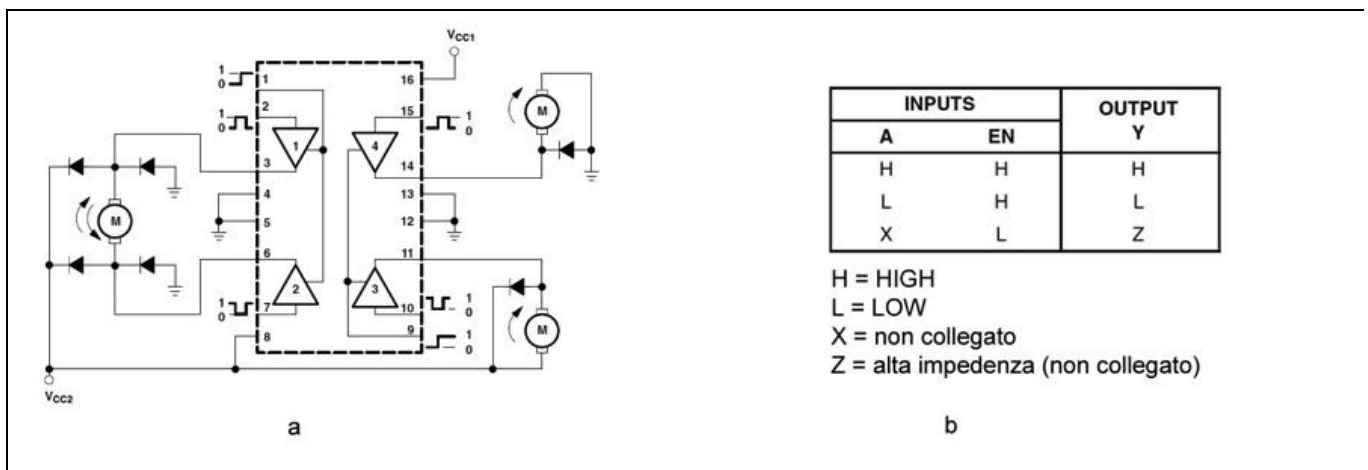 VCC1
1
0
1
16
2
15
1
0
1
0
M
1
4
3
14
4
13
M
5
12
6
11
2
3
1
0
7
10
1
0
8
9
1
0
M
VCC2
a
INPUTS OUTPUT
A EN Y
H H H
L H L
X L Z
H = HIGH
L = LOW
X = non collegato
Z = alta impedenza (non collegato)
b